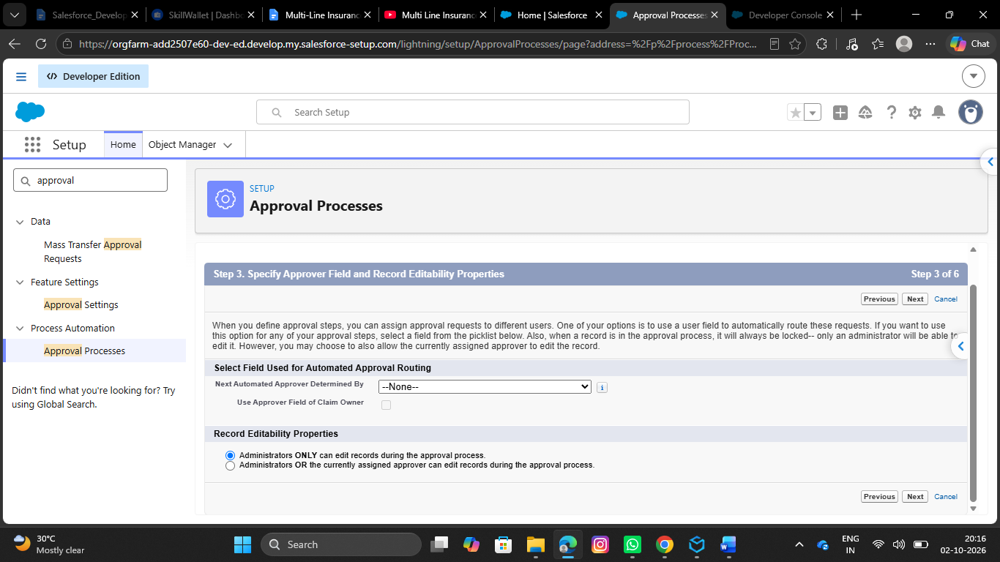 Salesforce_Develop
SkillWallet | Dashbo
Multi-Line Insuranc
Multi Line Insuranc
Home | Salesforce
Approval Processes
Developer Console
https://orgfarm-add2507e60-dev-ed.develop.my.salesforce-setup.com/lightning/setup/ApprovalProcesses/page?address=%2Fp%2Fprocess%2FProc...
Chat
</> Developer Edition
Search Setup
Setup
Home
Object Manager
approval
SETUP
Approval Processes
Data
Mass Transfer Approval
Requests
Feature Settings
Approval Settings
Process Automation
Approval Processes
Didn't find what you're looking for? Try
using Global Search.
Step 3. Specify Approver Field and Record Editability Properties
Step 3 of 6
Previous Next Cancel
When you define approval steps, you can assign approval requests to different users. One of your options is to use a user field to automatically route these requests. If you want to use
this option for any of your approval steps, select a field from the picklist below. Also, when a record is in the approval process, it will always be locked-- only an administrator will be able to
edit it. However, you may choose to also allow the currently assigned approver to edit the record.
Select Field Used for Automated Approval Routing
Next Automated Approver Determined By
--None--
i
Use Approver Field of Claim Owner
Record Editability Properties
Administrators ONLY can edit records during the approval process.
Administrators OR the currently assigned approver can edit records during the approval process.
Previous Next Cancel
30°C
Mostly clear
Search
ENG
IN
20:16
02-10-2026